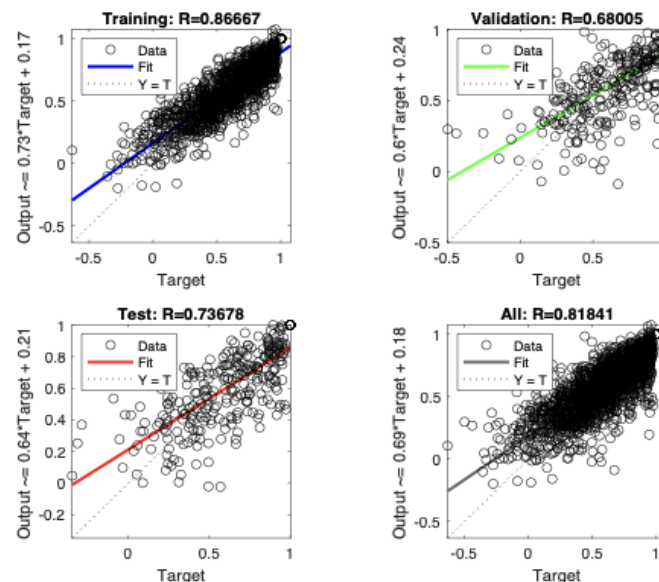 Training: R=0.86667
Output ~= 0.73*Target + 0.17
1
0.5
0
-0.5
Data
Fit
Y = T
-0.5
0
0.5
1
Target
Validation: R=0.68005
Output ~= 0.6*Target + 0.24
1
0.5
0
-0.5
Data
Fit
Y = T
-0.5
0
0.5
Target
Test: R=0.73678
Output ~= 0.64*Target + 0.21
1
0.8
0.6
0.4
0.2
0
-0.2
Data
Fit
Y = T
0
0.5
1
Target
All: R=0.81841
Output ~= 0.69*Target + 0.18
1
0.5
0
-0.5
Data
Fit
Y = T
-0.5
0
0.5
1
Target